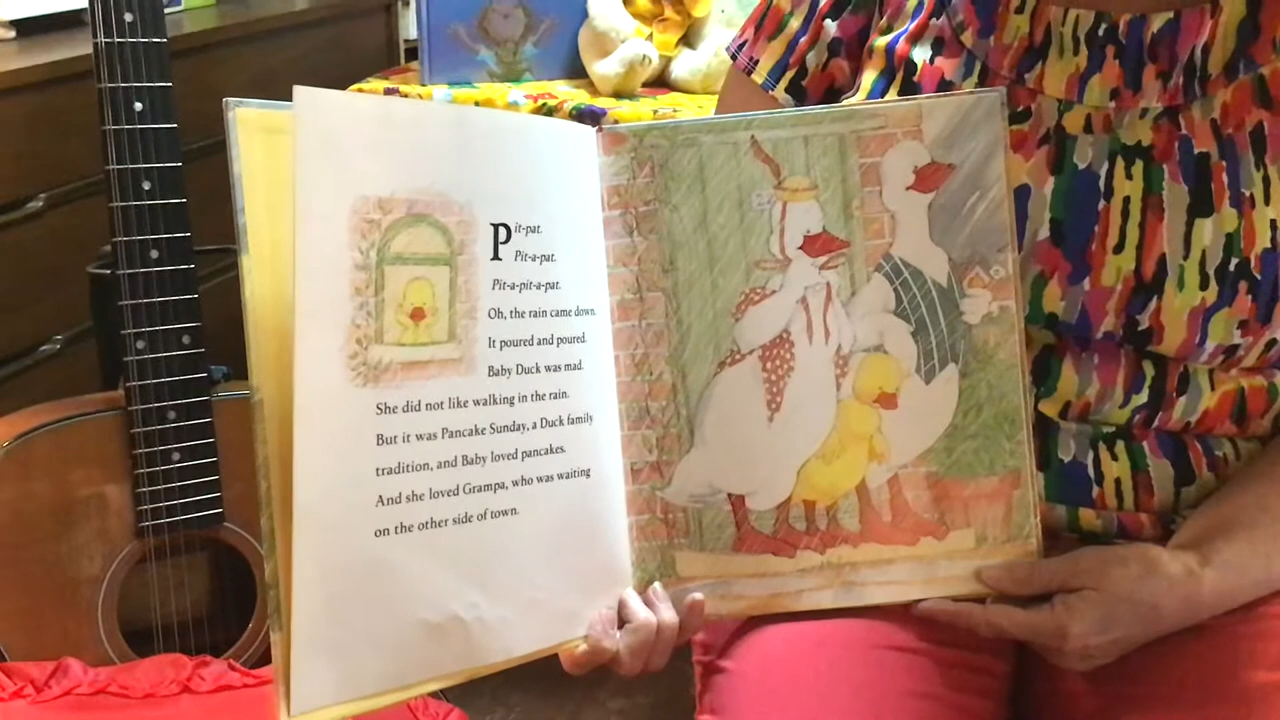 Pit-pat.
Pit-a-pat.
Pit-a-pit-a-pat.
Oh, the rain came down.
It poured and poured.
Baby Duck was mad.
She did not like walking in the rain.
But it was Pancake Sunday, a Duck family
tradition, and Baby loved pancakes.
And she loved Grampa, who was waiting
on the other side of town.